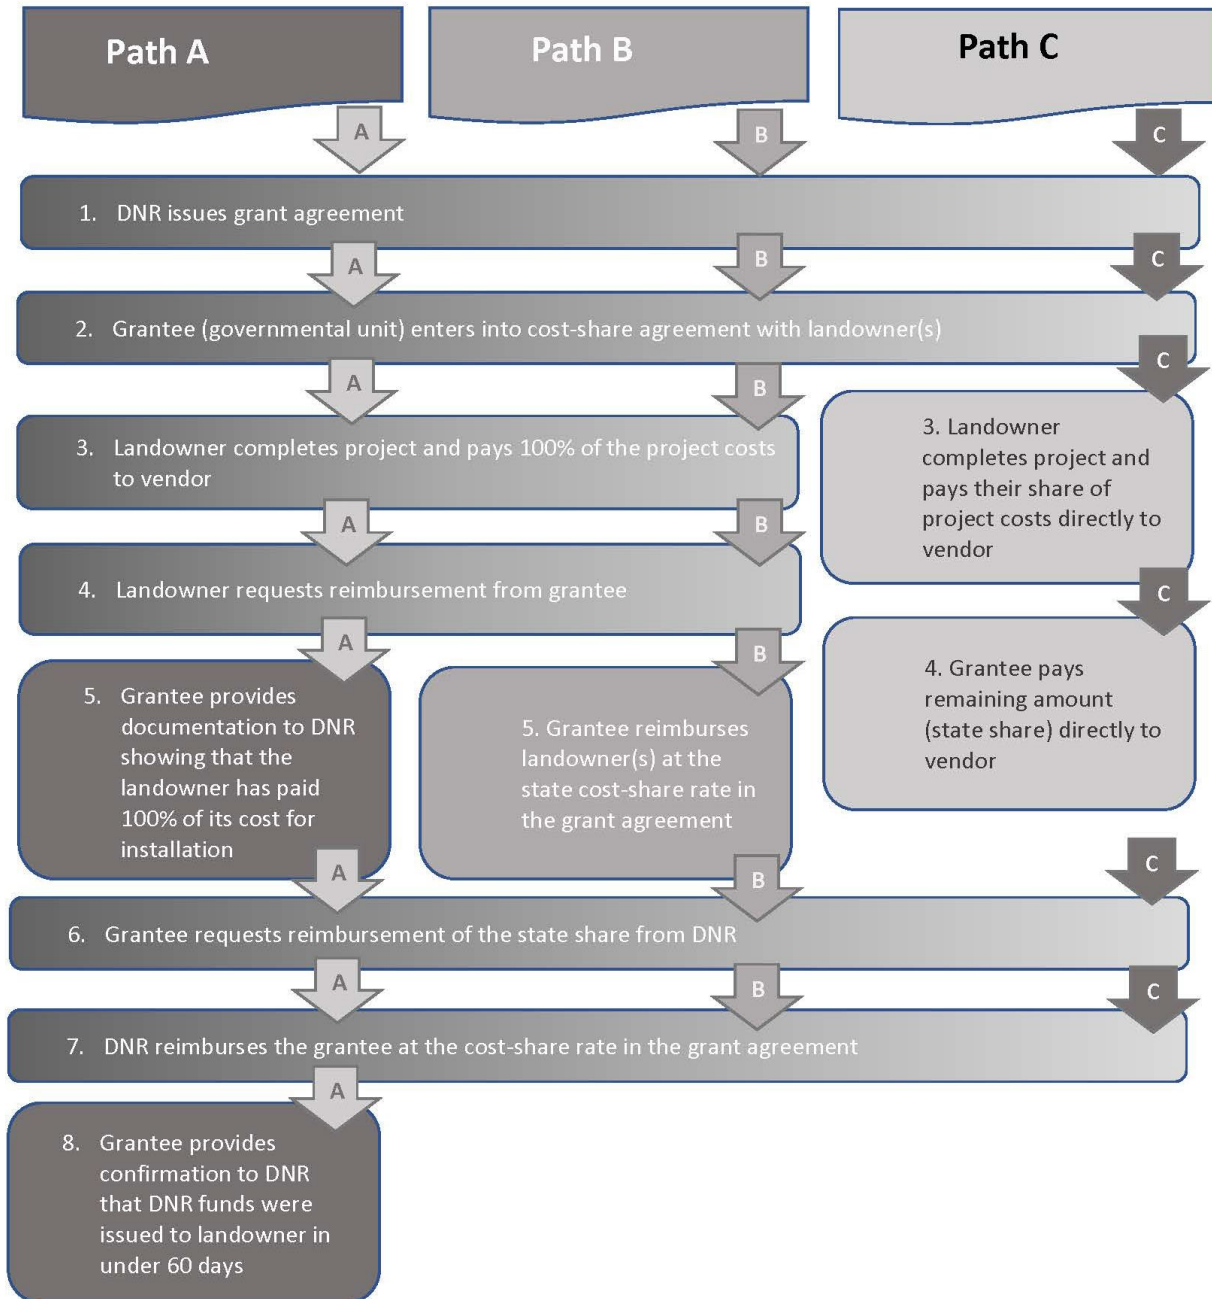 Path A
Path B
Path C
A
B
C
1. DNR issues grant agreement
A
B
C
2. Grantee (governmental unit) enters into cost-share agreement with landowner(s)
A
B
C
3. Landowner completes project and pays 100% of the project costs
to vendor
3. Landowner
completes project and
pays their share of
project costs directly to
vendor
A
B
4. Landowner requests reimbursement from grantee
C
A
B
5. Grantee provides
documentation to DNR
showing that the
landowner has paid
100% of its cost for
installation
5. Grantee reimburses
landowner(s) at the
state cost-share rate in
the grant agreement
4. Grantee pays
remaining amount
(state share) directly to
vendor
A
B
C
6. Grantee requests reimbursement of the state share from DNR
A
B
C
7. DNR reimburses the grantee at the cost-share rate in the grant agreement
A
8. Grantee provides
confirmation to DNR
that DNR funds were
issued to landowner in
under 60 days